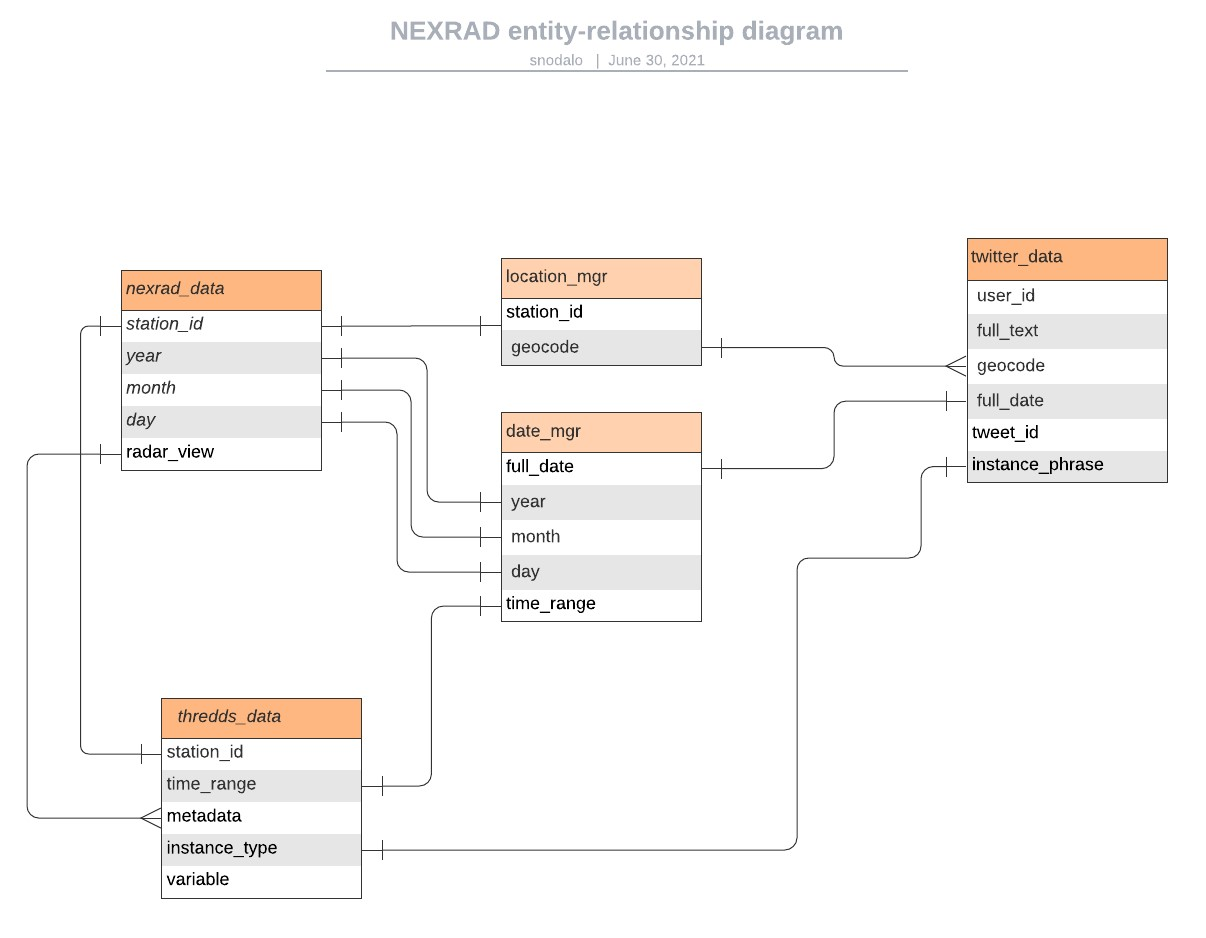 NEXRAD entity-relationship diagram
snodalo | June 30, 2021
nexrad_data
station_id
year
month
day
radar_view
location_mgr
station_id
geocode
date_mgr
full_date
year
month
day
time_range
twitter_data
user_id
full_text
geocode
full_date
tweet_id
instance_phrase
thredds_data
station_id
time_range
metadata
instance_type
variable